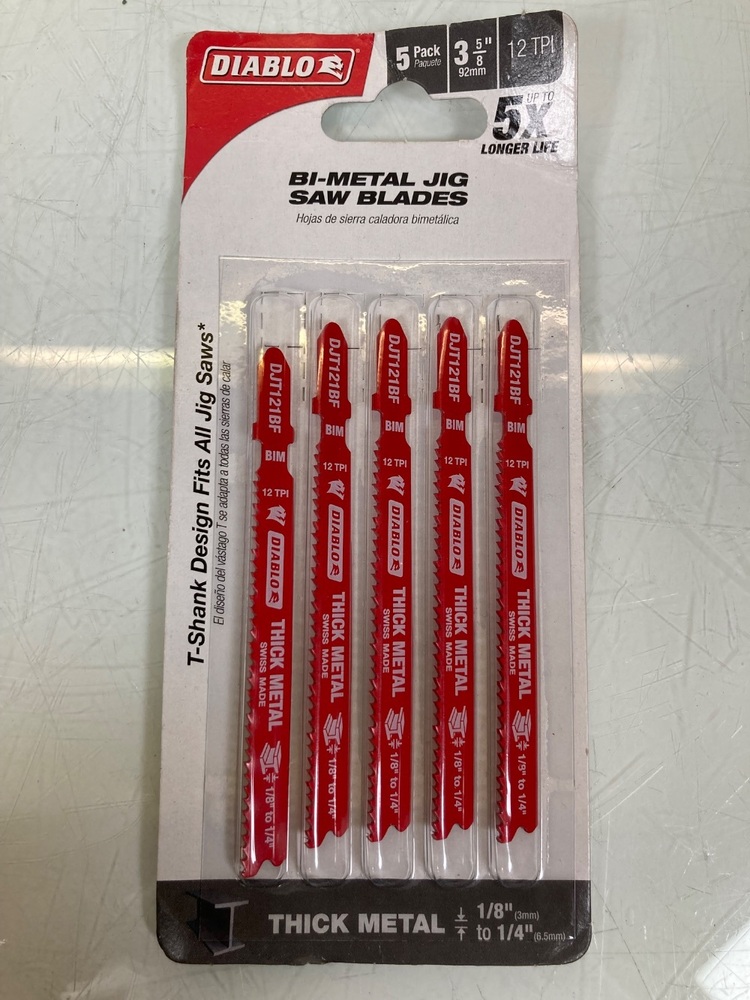 DIABLO
5 Pack
Paquete
3 5/8"
92mm
12 TPI
UP TO
5X
LONGER LIFE
BI-METAL JIG
SAW BLADES
Hojas de sierra caladora bimetálica
T-Shank Design Fits All Jig Saws*
El diseño del vástago T se adapta a todas las sierras de calar
DJT121BF
BIM
12 TPI
DIABLO
THICK METAL
SWISS MADE
1/8" to 1/4"
DJT121BF
BIM
12 TPI
DIABLO
THICK METAL
SWISS MADE
1/8" to 1/4"
DJT121BF
BIM
12 TPI
DIABLO
THICK METAL
SWISS MADE
1/8" to 1/4"
DJT121BF
BIM
12 TPI
DIABLO
THICK METAL
SWISS MADE
1/8" to 1/4"
DJT121BF
BIM
12 TPI
DIABLO
THICK METAL
SWISS MADE
1/8" to 1/4"
THICK METAL
1/8" (3mm)
to 1/4" (6.5mm)